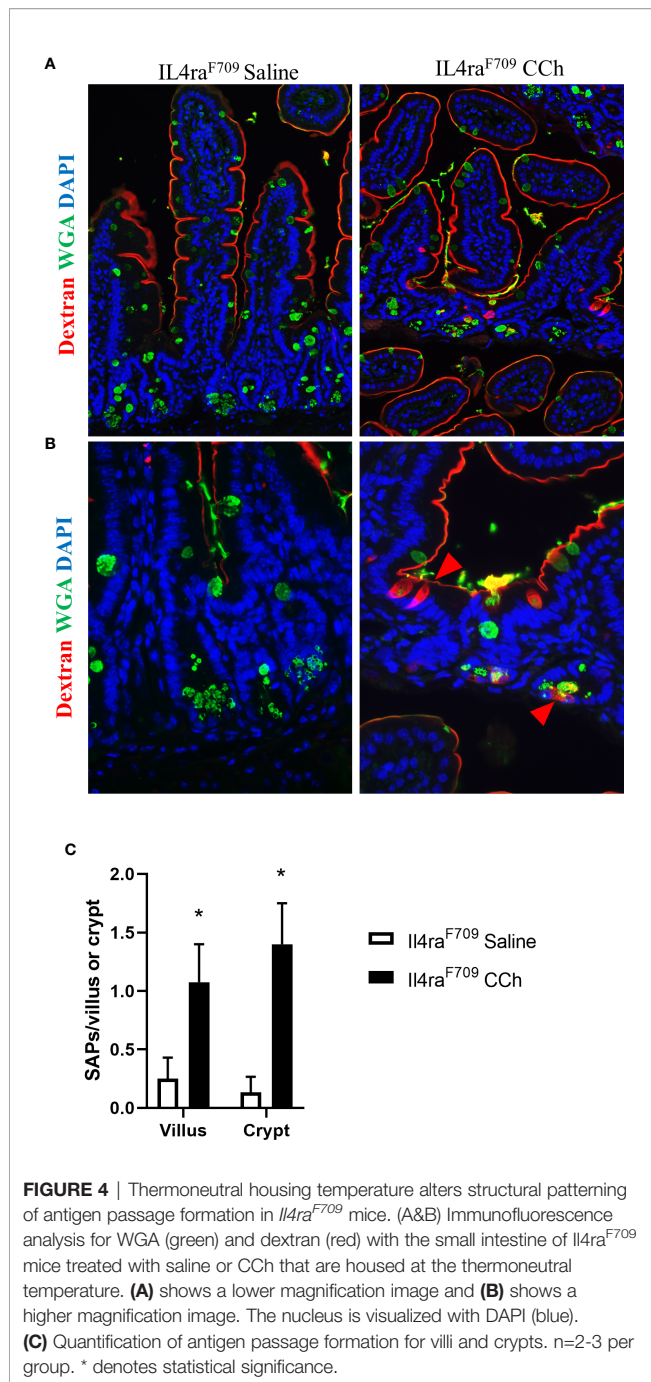 A
IL4ra^F709 Saline
IL4ra^F709 CCh
Dextran WGA DAPI
B
Dextran WGA DAPI
C
2.0
1.5
1.0
0.5
0.0
SAPs/villus or crypt
*
*
Villus
Crypt
Il4ra^F709 Saline
Il4ra^F709 CCh
FIGURE 4 | Thermoneutral housing temperature alters structural patterning
of antigen passage formation in Il4ra^F709 mice. (A&B) Immunofluorescence
analysis for WGA (green) and dextran (red) with the small intestine of Il4ra^F709
mice treated with saline or CCh that are housed at the thermoneutral
temperature. (A) shows a lower magnification image and (B) shows a
higher magnification image. The nucleus is visualized with DAPI (blue).
(C) Quantification of antigen passage formation for villi and crypts. n=2-3 per
group. * denotes statistical significance.